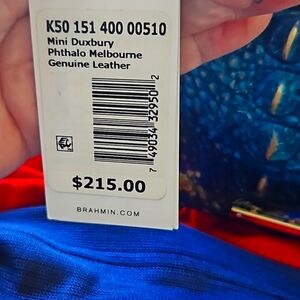 K50 151 400 00510
Mini Duxbury
Phthalo Melbourne
Genuine Leather
7 49034 32950 2
$215.00
BRAHMIN.COM